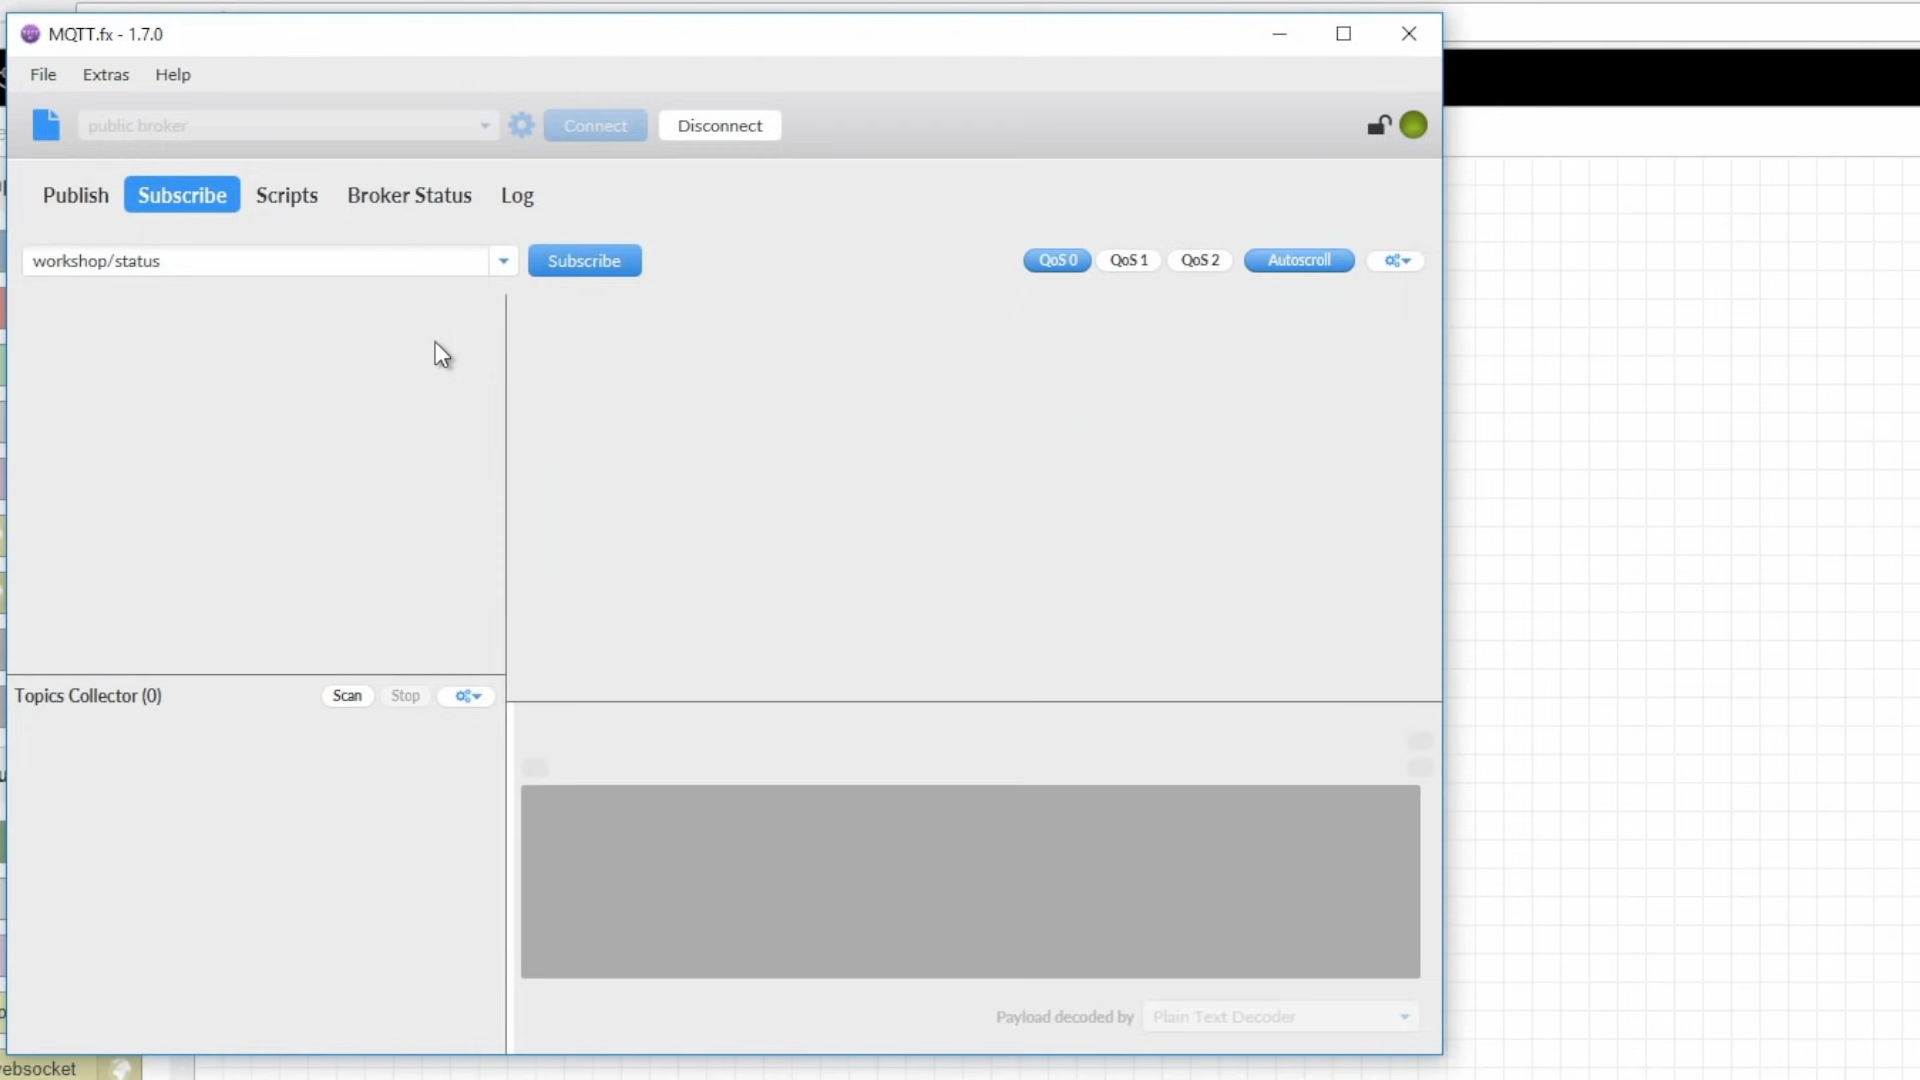 MQTT.fx - 1.7.0
File Extras Help
public broker Connect Disconnect
Publish Subscribe Scripts Broker Status Log
workshop/status Subscribe QoS 0 QoS 1 QoS 2 Autoscroll
Topics Collector (0) Scan Stop
Payload decoded by Plain Text Decoder
ebsocket